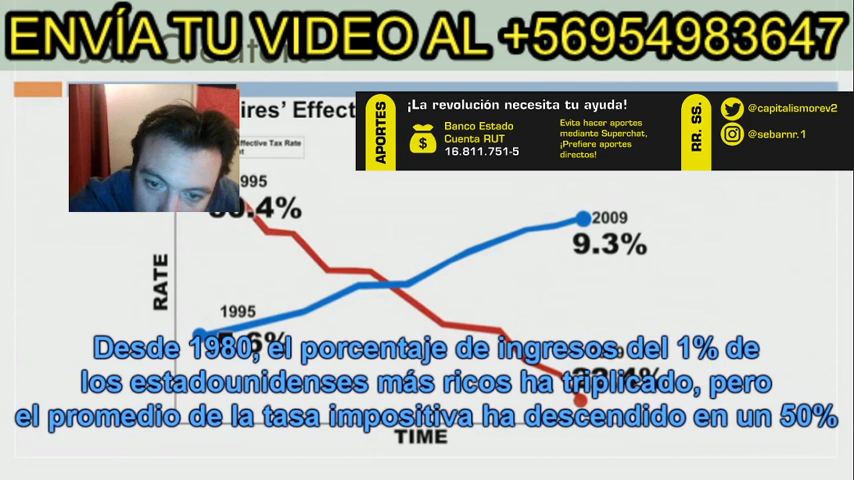 ENVÍA TU VIDEO AL +56954983647
ires' Effect
ffective Tax Rate
APORTES
¡La revolución necesita tu ayuda!
Banco Estado
Cuenta RUT
16.811.751-5
Evita hacer aportes
mediante Superchat,
¡Prefiere aportes
directos!
RR. SS.
@capitalismorev2
@sebarnr.1
1995
2009
9.3%
RATE
1995
Desde 1980, el porcentaje de ingresos del 1% de
los estadounidenses más ricos ha triplicado, pero
el promedio de la tasa impositiva ha descendido en un 50%
TIME